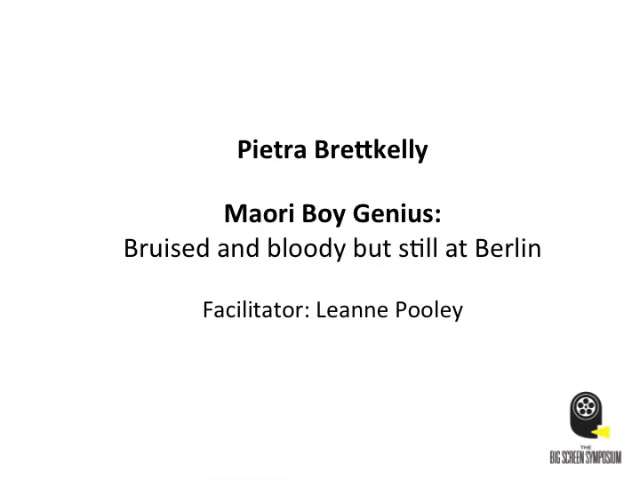 Pietra Brettkelly
Maori Boy Genius:
Bruised and bloody but still at Berlin
Facilitator: Leanne Pooley
THE
BIG SCREEN SYMPOSIUM